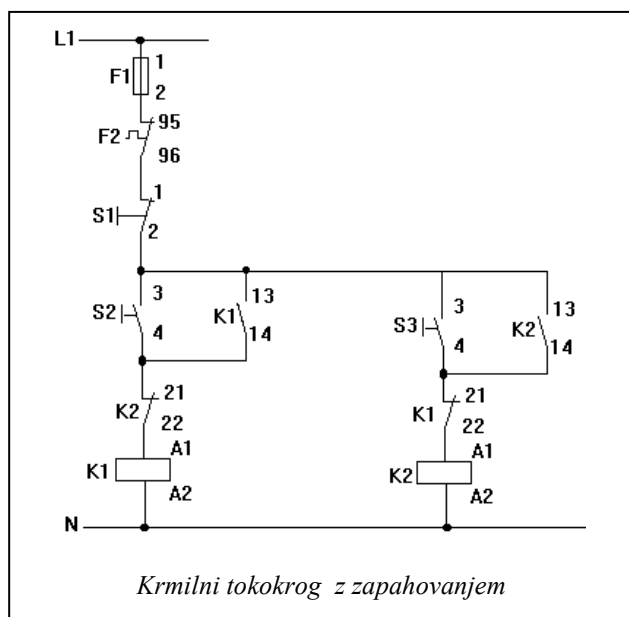 L1
1
F1
2
95
F2
96
1
S1
2
3
S2
4
13
K1
14
3
S3
4
13
K2
14
21
K2
22
21
K1
22
A1
K1
A2
A1
K2
A2
N
Krmilni tokokrog z zapahovanjem